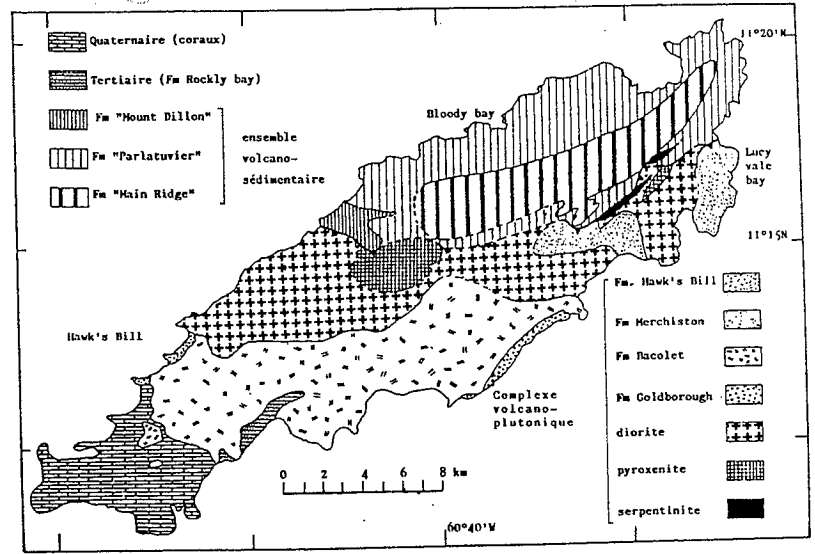 Quaternaire (coraux)
Tertiaire (Fm Rockly bay)
Fm "Mount Dillon"
Fm "Parlatuvier"
Fm "Main Ridge"
ensemble
volcano-
sédimentaire
Bloody bay
11°20'N
Lucy
vale
bay
11°15N
Hawk's Bill
Complexe
volcano-
plutonique
Fm. Hawk's Bill
Fm Merchiston
Fm Bacolet
Fm Goldborough
diorite
pyroxenite
serpentinite
0 2 4 6 8 km
60°40'W